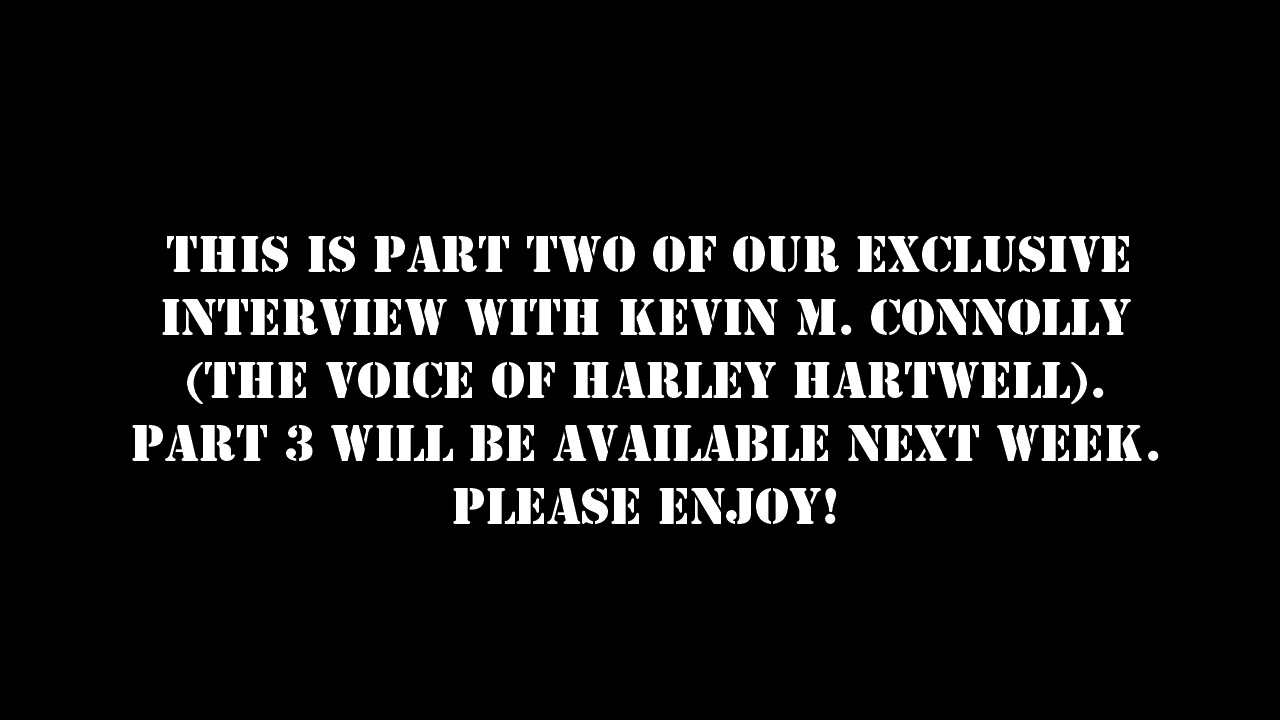 THIS IS PART TWO OF OUR EXCLUSIVE
INTERVIEW WITH KEVIN M. CONNOLLY
(THE VOICE OF HARLEY HARTWELL).
PART 3 WILL BE AVAILABLE NEXT WEEK.
PLEASE ENJOY!